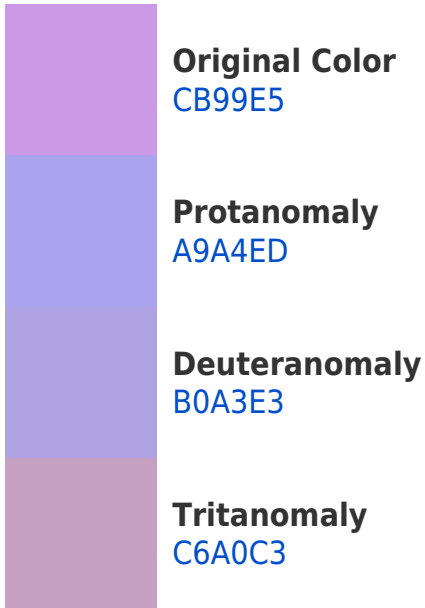 Original Color
CB99E5
Protanomaly
A9A4ED
Deuteranomaly
B0A3E3
Tritanomaly
C6A0C3